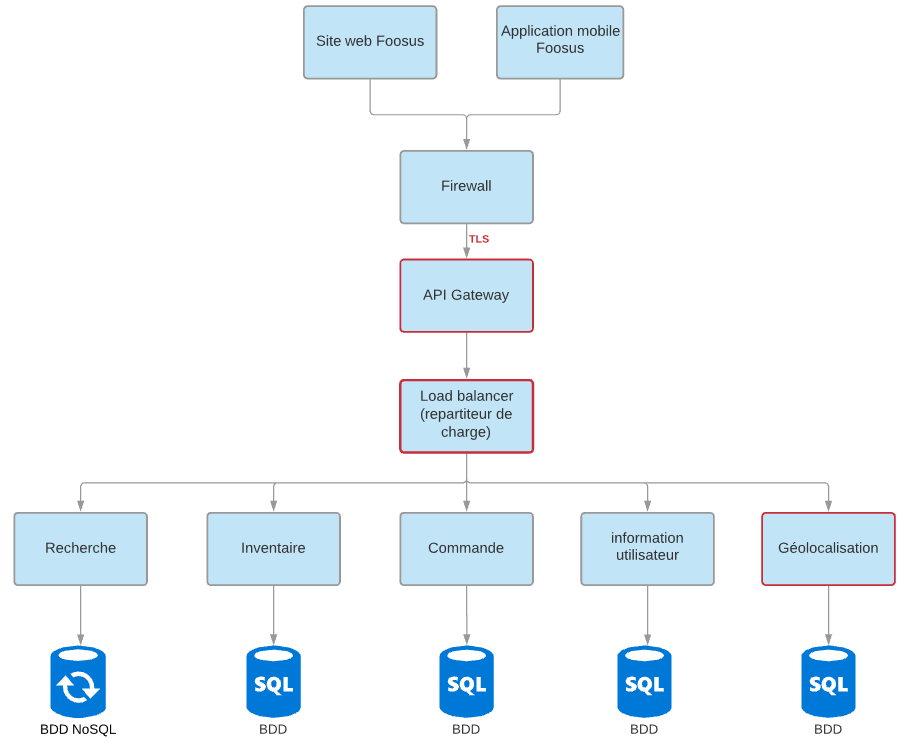 Site web Foosus
Application mobile
Foosus
Firewall
TLS
API Gateway
Load balancer
(repartiteur de
charge)
Recherche
Inventaire
Commande
information
utilisateur
Géolocalisation
SQL
SQL
SQL
SQL
BDD NoSQL
BDD
BDD
BDD
BDD